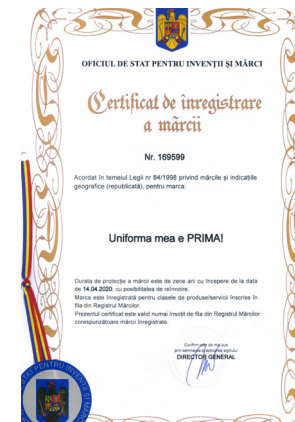 OFICIUL DE STAT PENTRU INVENȚII ȘI MĂRCI
Certificat de înregistrare
a mărcii
Nr. 169599
Acordat în temeiul Legii nr 84/1998 privind mărcile și indicațiile
geografice (republicată), pentru marca:
Uniforma mea e PRIMA!
Durata de protecție a mărcii este de zece ani cu începere de la data
de 14.04.2020, cu posibilitatea de reînnoire.
Marca este înregistrată pentru clasele de produse/servicii înscrise în
fila din Registrul Mărcilor.
Prezentul certificat este valid numai însoțit de fila din Registrul Mărcilor
corespunzătoare mărcii înregistrate.
DIRECTOR GENERAL
STAT PENTRU INVENȚII